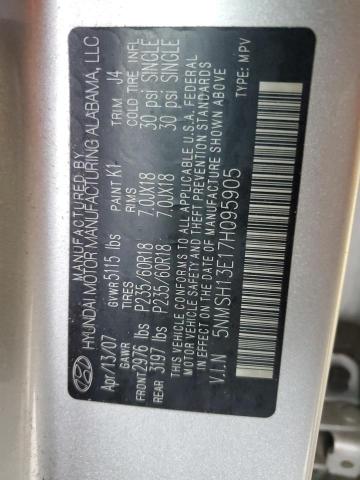 MANUFACTURED BY
HYUNDAI MOTOR MANUFACTURING ALABAMA, LLC
Apr/13/07 GVWR 5115 lbs PAINT K1 TRIM J4
GAWR TIRES RIMS COLD TIRE INFL
FRONT 2976 lbs P235/60R18 7.0JX18 30 psi SINGLE
REAR 3197 lbs P235/60R18 7.0JX18 30 psi SINGLE
THIS VEHICLE CONFORMS TO ALL APPLICABLE U.S.A. FEDERAL
MOTOR VEHICLE SAFETY AND THEFT PREVENTION STANDARDS
IN EFFECT ON THE DATE OF MANUFACTURE SHOWN ABOVE
V.I.N 5NMSH13E17H095905 TYPE: MPV